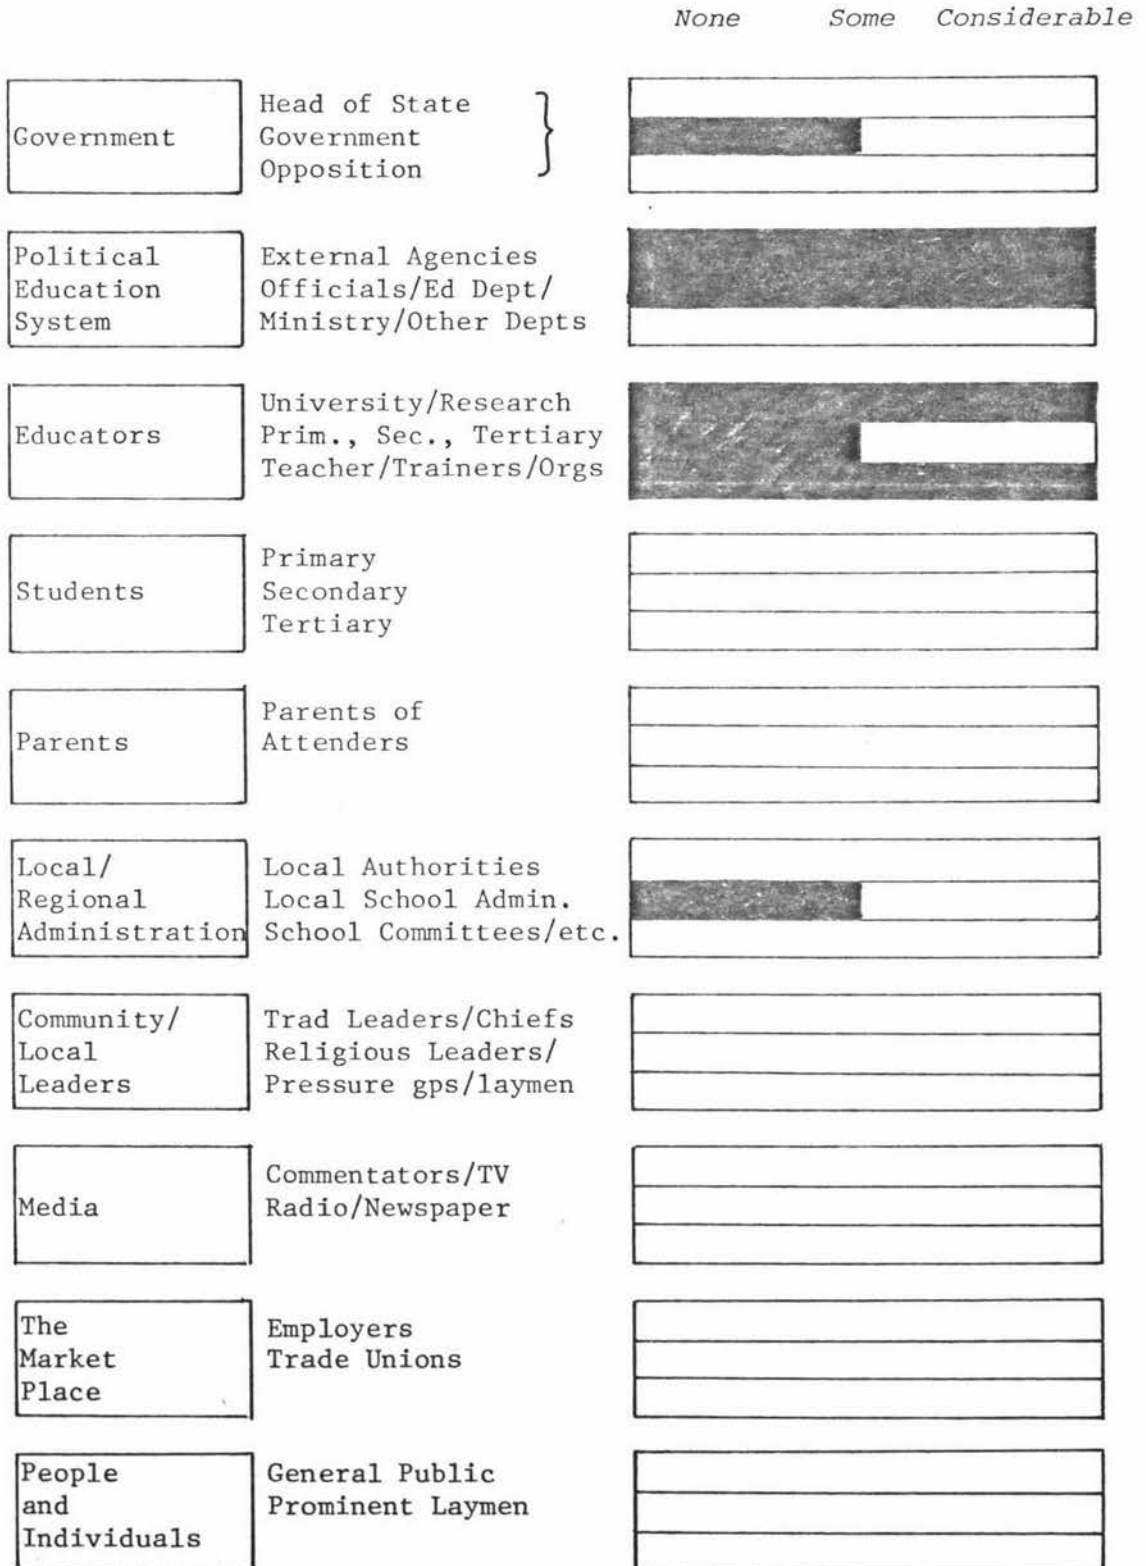 None Some Considerable
Government
Head of State
Government
Opposition
Political
Education
System
External Agencies
Officials/Ed Dept/
Ministry/Other Depts
Educators
University/Research
Prim., Sec., Tertiary
Teacher/Trainers/Orgs
Students
Primary
Secondary
Tertiary
Parents
Parents of
Attenders
Local/
Regional
Administration
Local Authorities
Local School Admin.
School Committees/etc.
Community/
Local
Leaders
Trad Leaders/Chiefs
Religious Leaders/
Pressure gps/laymen
Media
Commentators/TV
Radio/Newspaper
The
Market
Place
Employers
Trade Unions
People
and
Individuals
General Public
Prominent Laymen